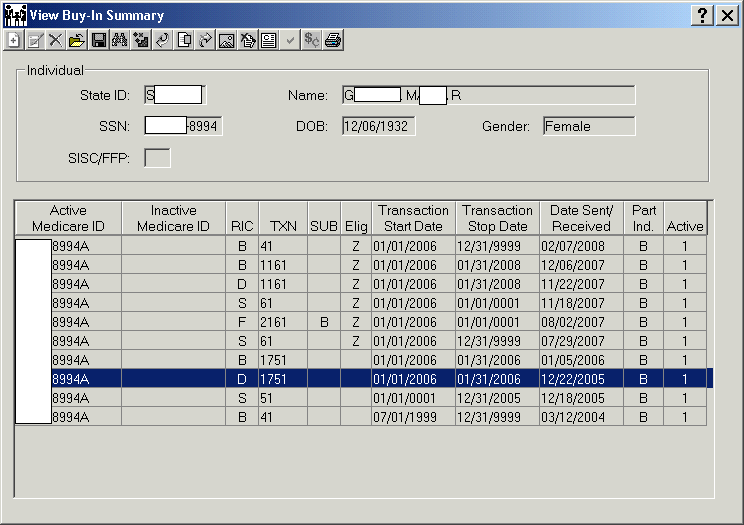 View Buy-In Summary
Individual
State ID: S Name: G , MA , R
SSN: -8994 DOB: 12/06/1932 Gender: Female
SISC/FFP:
Active Medicare ID Inactive Medicare ID RIC TXN SUB Elig Transaction Start Date Transaction Stop Date Date Sent/ Received Part Ind. Active
8994A B 41 Z 01/01/2006 12/31/9999 02/07/2008 B 1
8994A B 1161 Z 01/01/2006 01/31/2008 12/06/2007 B 1
8994A D 1161 Z 01/01/2006 01/31/2008 11/22/2007 B 1
8994A S 61 Z 01/01/2006 01/01/0001 11/18/2007 B 1
8994A F 2161 B Z 01/01/2006 01/01/0001 08/02/2007 B 1
8994A S 61 Z 01/01/2006 12/31/9999 07/29/2007 B 1
8994A B 1751 01/01/2006 01/31/2006 01/05/2006 B 1
8994A D 1751 01/01/2006 01/31/2006 12/22/2005 B 1
8994A S 51 01/01/0001 12/31/2005 12/18/2005 B 1
8994A B 41 07/01/1999 12/31/9999 03/12/2004 B 1